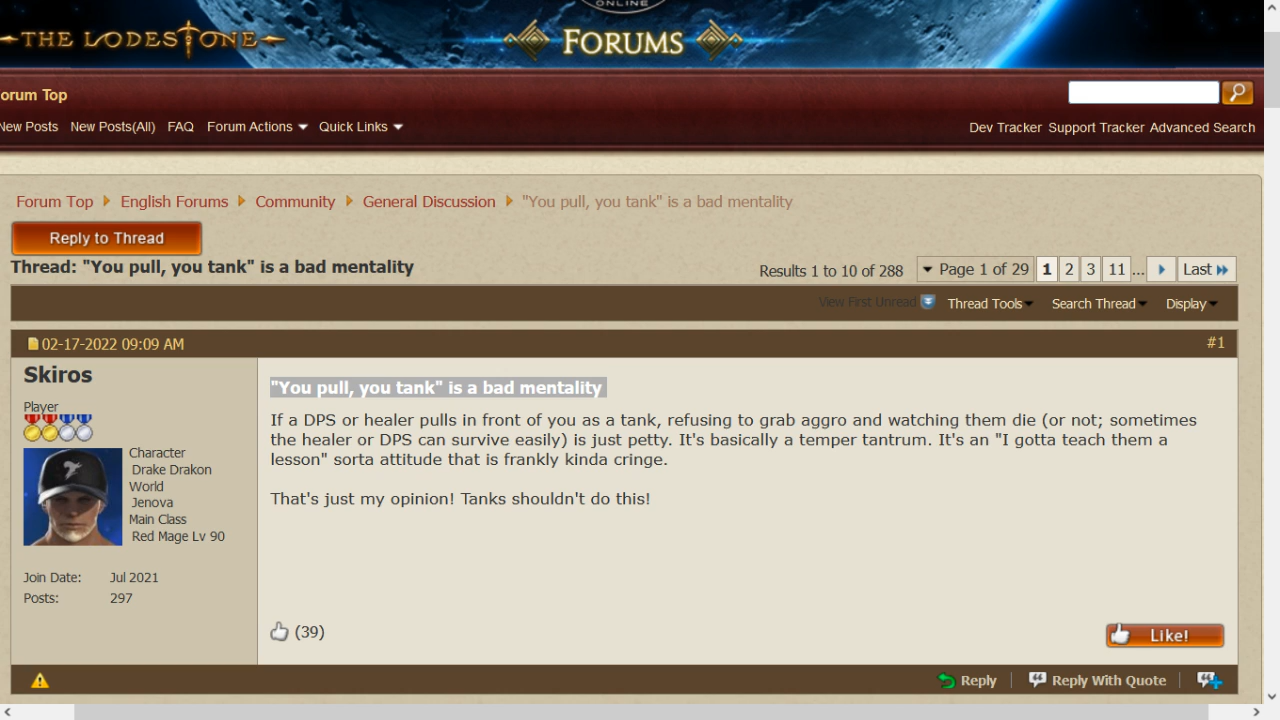 ONLINE
THE LODESTONE
FORUMS
orum Top
New Posts New Posts(All) FAQ Forum Actions Quick Links
Dev Tracker Support Tracker Advanced Search
Forum Top English Forums Community General Discussion "You pull, you tank" is a bad mentality
Reply to Thread
Thread: "You pull, you tank" is a bad mentality
Results 1 to 10 of 288 Page 1 of 29 1 2 3 11 ... Last
View First Unread Thread Tools Search Thread Display
02-17-2022 09:09 AM #1
Skiros
Player
Character
Drake Drakon
World
Jenova
Main Class
Red Mage Lv 90
Join Date: Jul 2021
Posts: 297
"You pull, you tank" is a bad mentality
If a DPS or healer pulls in front of you as a tank, refusing to grab aggro and watching them die (or not; sometimes
the healer or DPS can survive easily) is just petty. It's basically a temper tantrum. It's an "I gotta teach them a
lesson" sorta attitude that is frankly kinda cringe.
That's just my opinion! Tanks shouldn't do this!
(39)
Like!
Reply Reply With Quote